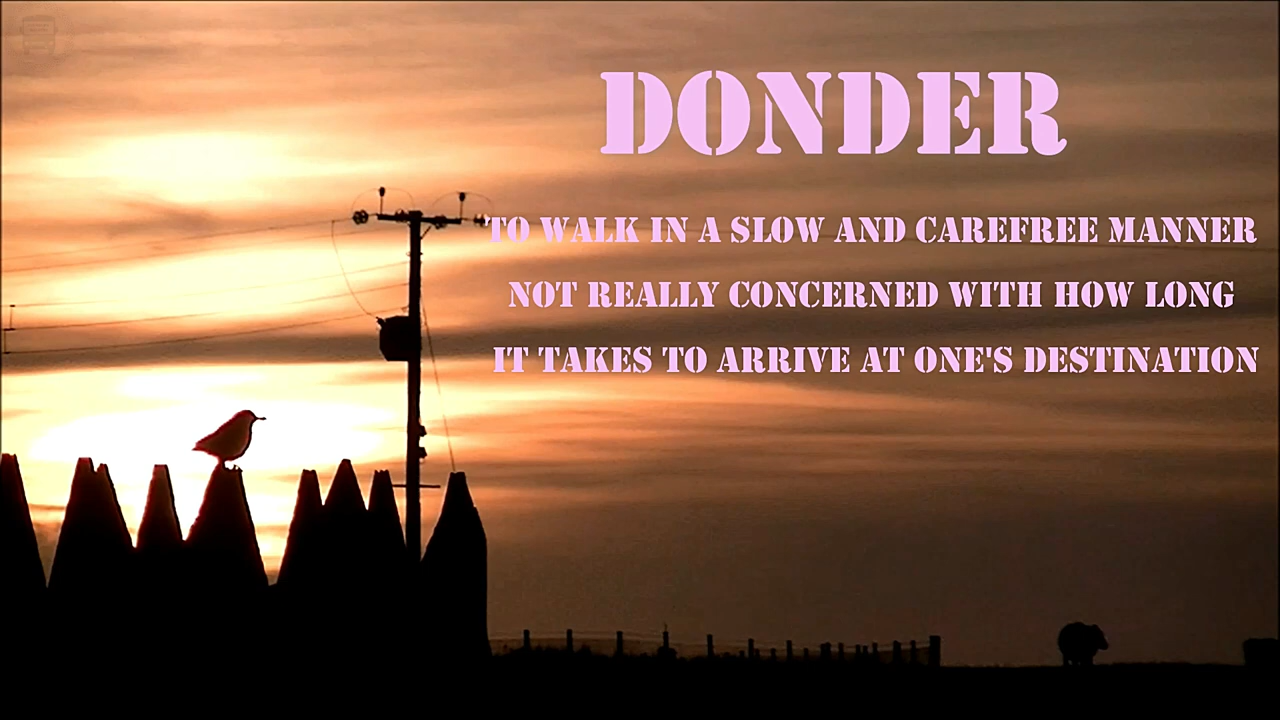 DONDER
TO WALK IN A SLOW AND CAREFREE MANNER
NOT REALLY CONCERNED WITH HOW LONG
IT TAKES TO ARRIVE AT ONE'S DESTINATION